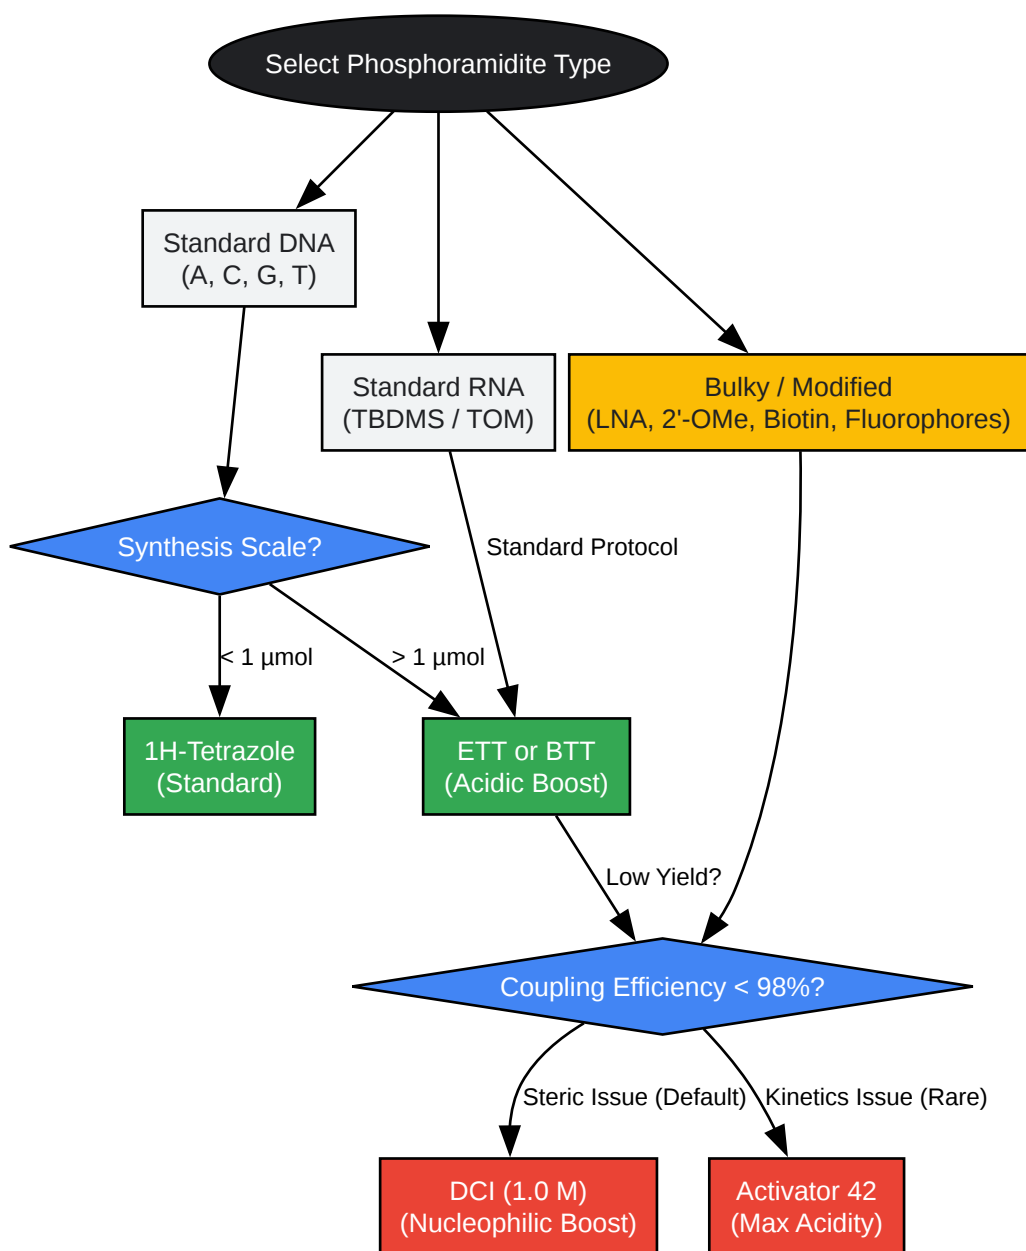 Select Phosphoramidite Type
Standard DNA
(A, C, G, T)
Standard RNA
(TBDMS / TOM)
Bulky / Modified
(LNA, 2'-OMe, Biotin, Fluorophores)
Synthesis Scale?
Standard Protocol
< 1 µmol
> 1 µmol
1H-Tetrazole
(Standard)
ETT or BTT
(Acidic Boost)
Low Yield?
Coupling Efficiency < 98%?
Steric Issue (Default)
Kinetics Issue (Rare)
DCI (1.0 M)
(Nucleophilic Boost)
Activator 42
(Max Acidity)